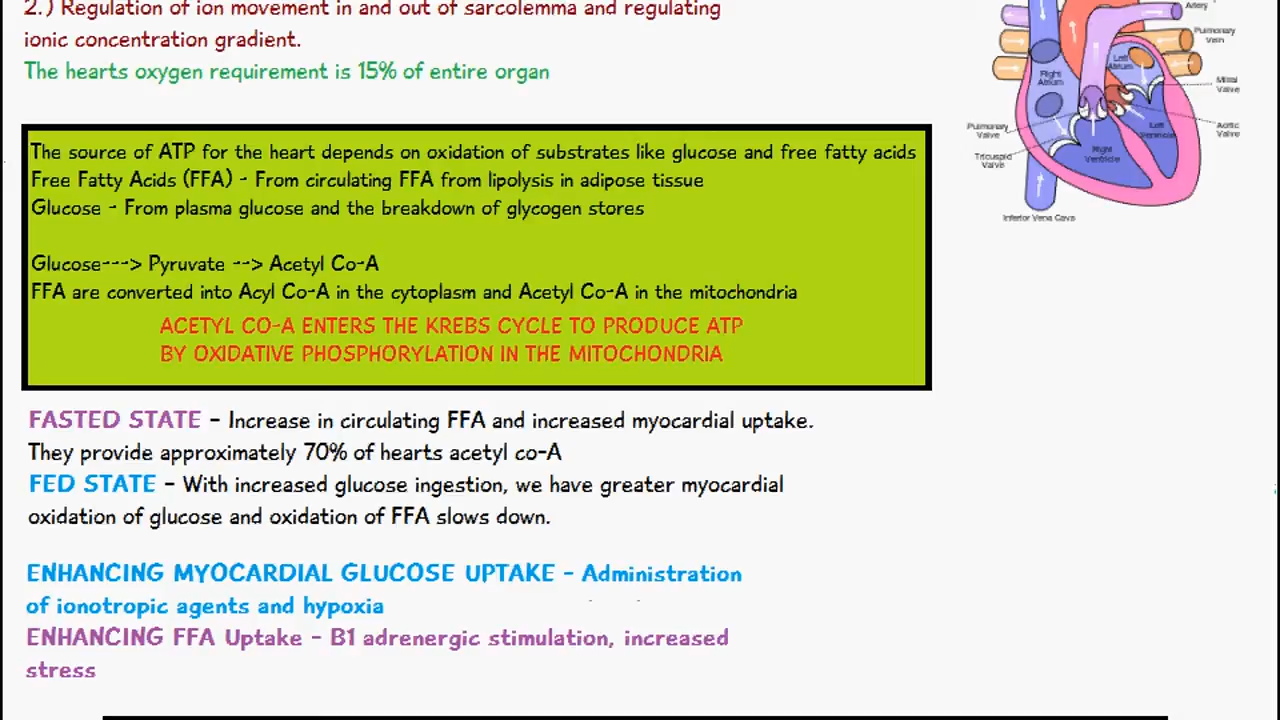 2.) Regulation of ion movement in and out of sarcolemma and regulating
ionic concentration gradient.
The hearts oxygen requirement is 15% of entire organ
The source of ATP for the heart depends on oxidation of substrates like glucose and free fatty acids
Free Fatty Acids (FFA) - From circulating FFA from lipolysis in adipose tissue
Glucose - From plasma glucose and the breakdown of glycogen stores
Glucose---> Pyruvate --> Acetyl Co-A
FFA are converted into Acyl Co-A in the cytoplasm and Acetyl Co-A in the mitochondria
ACETYL CO-A ENTERS THE KREBS CYCLE TO PRODUCE ATP
BY OXIDATIVE PHOSPHORYLATION IN THE MITOCHONDRIA
FASTED STATE - Increase in circulating FFA and increased myocardial uptake.
They provide approximately 70% of hearts acetyl co-A
FED STATE - With increased glucose ingestion, we have greater myocardial
oxidation of glucose and oxidation of FFA slows down.
ENHANCING MYOCARDIAL GLUCOSE UPTAKE - Administration
of ionotropic agents and hypoxia
ENHANCING FFA Uptake - B1 adrenergic stimulation, increased
stress
Artery
Pulmonary
Vein
Left
Atrium
Right
Atrium
Mitral
Valve
Pulmonary
Valve
Aortic
Valve
Left
Ventricle
Right
Ventricle
Tricuspid
Valve
Inferior Vena Cava